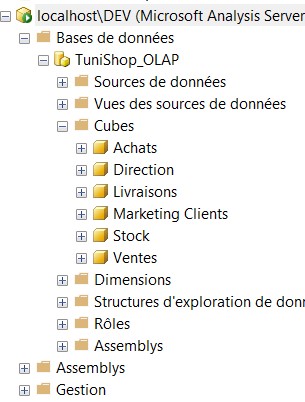 localhost\DEV (Microsoft Analysis Server
Bases de données
TuniShop_OLAP
Sources de données
Vues des sources de données
Cubes
Achats
Direction
Livraisons
Marketing Clients
Stock
Ventes
Dimensions
Structures d'exploration de don
Rôles
Assemblys
Assemblys
Gestion